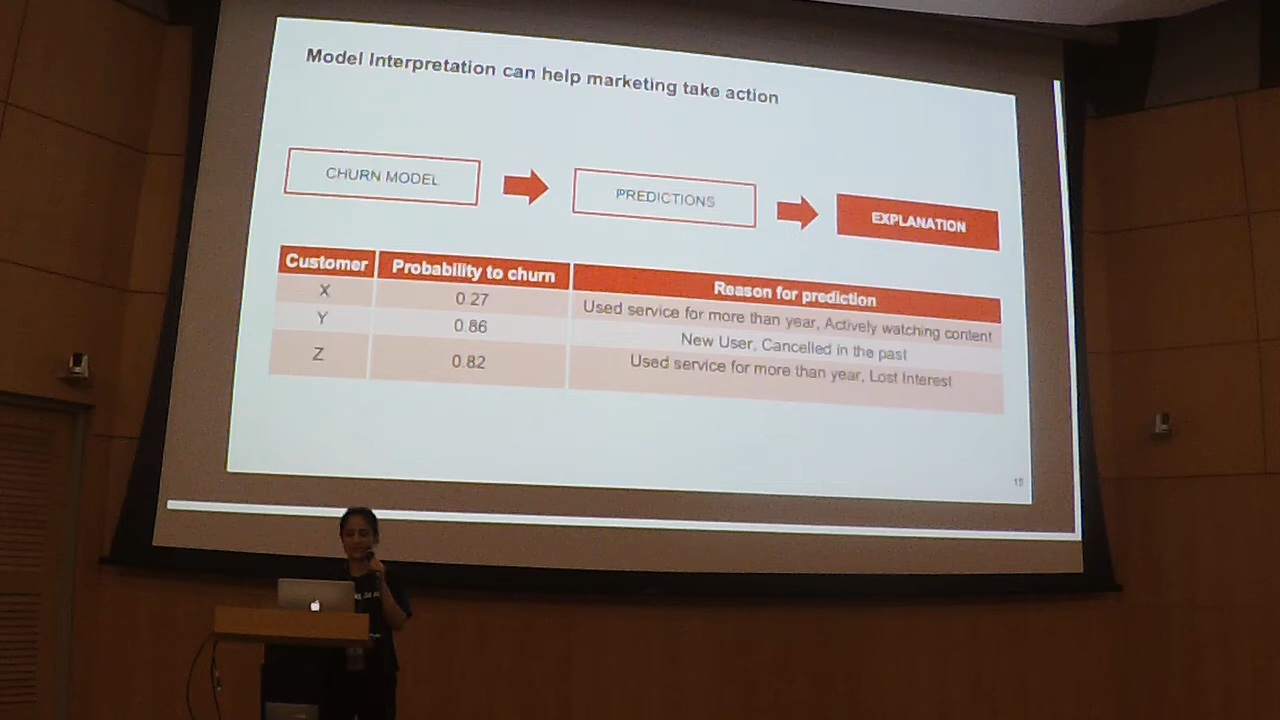 Model Interpretation can help marketing take action
CHURN MODEL
PREDICTIONS
EXPLANATION
Customer Probability to churn Reason for prediction
X 0.27 Used service for more than year, Actively watching content
Y 0.86 New User, Cancelled in the past
Z 0.82 Used service for more than year, Lost Interest